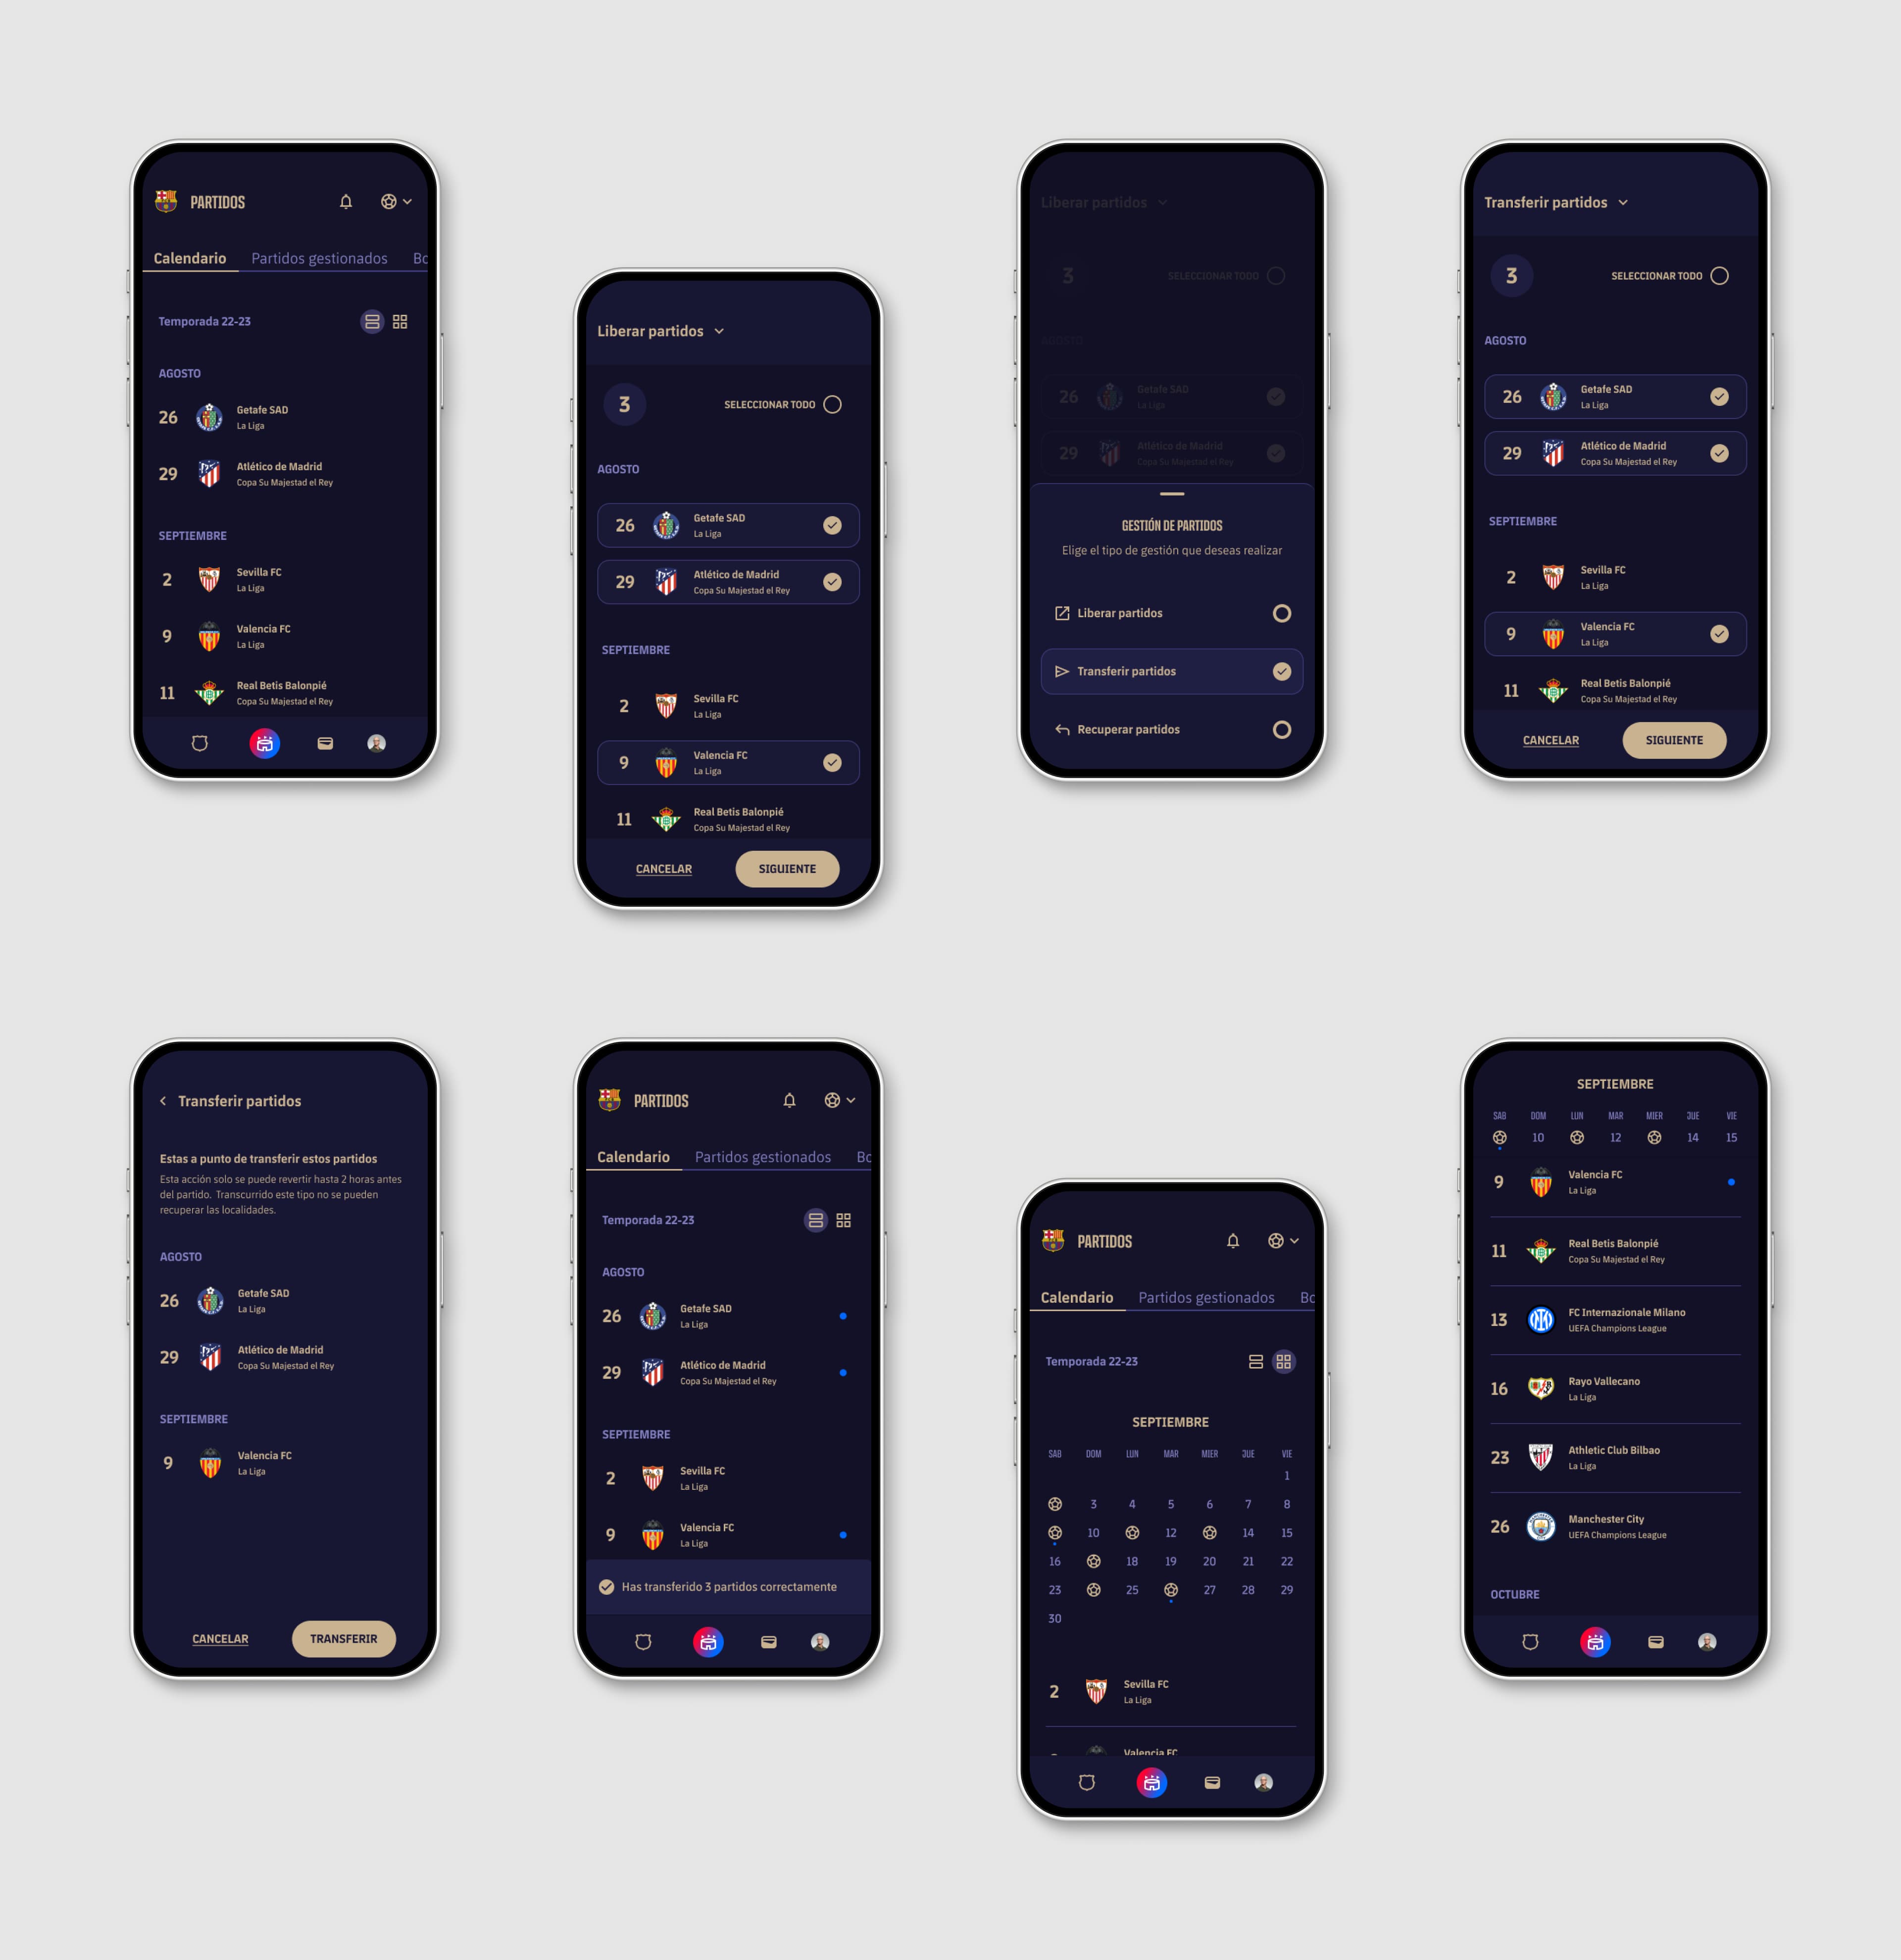 PARTIDOS
Calendario Partidos gestionados Bo
Temporada 22-23
AGOSTO
26 Getafe SAD
La Liga
29 Atlético de Madrid
Copa Su Majestad el Rey
SEPTIEMBRE
2 Sevilla FC
La Liga
9 Valencia FC
La Liga
11 Real Betis Balonpié
Copa Su Majestad el Rey
Liberar partidos
3 SELECCIONAR TODO
AGOSTO
26 Getafe SAD
La Liga
29 Atlético de Madrid
Copa Su Majestad el Rey
SEPTIEMBRE
2 Sevilla FC
La Liga
9 Valencia FC
La Liga
11 Real Betis Balonpié
Copa Su Majestad el Rey
CANCELAR SIGUIENTE
Liberar partidos
3 SELECCIONAR TODO
AGOSTO
26 Getafe SAD
La Liga
29 Atlético de Madrid
Copa Su Majestad el Rey
GESTIÓN DE PARTIDOS
Elige el tipo de gestión que deseas realizar
Liberar partidos
Transferir partidos
Recuperar partidos
Transferir partidos
3 SELECCIONAR TODO
AGOSTO
26 Getafe SAD
La Liga
29 Atlético de Madrid
Copa Su Majestad el Rey
SEPTIEMBRE
2 Sevilla FC
La Liga
9 Valencia FC
La Liga
11 Real Betis Balonpié
Copa Su Majestad el Rey
CANCELAR SIGUIENTE
Transferir partidos
Estas a punto de transferir estos partidos
Esta acción solo se puede revertir hasta 2 horas antes
del partido. Transcurrido este tipo no se pueden
recuperar las localidades.
AGOSTO
26 Getafe SAD
La Liga
29 Atlético de Madrid
Copa Su Majestad el Rey
SEPTIEMBRE
9 Valencia FC
La Liga
CANCELAR TRANSFERIR
PARTIDOS
Calendario Partidos gestionados Bo
Temporada 22-23
AGOSTO
26 Getafe SAD
La Liga
29 Atlético de Madrid
Copa Su Majestad el Rey
SEPTIEMBRE
2 Sevilla FC
La Liga
9 Valencia FC
La Liga
Has transferido 3 partidos correctamente
PARTIDOS
Calendario Partidos gestionados Bo
Temporada 22-23
SEPTIEMBRE
SAB DOM LUN MAR MIER JUE VIE
1
3 4 5 6 7 8
10 12 14 15
16 18 19 20 21 22
23 25 27 28 29
30
2 Sevilla FC
La Liga
Valencia FC
SEPTIEMBRE
SAB DOM LUN MAR MIER JUE VIE
10 12 14 15
9 Valencia FC
La Liga
11 Real Betis Balonpié
Copa Su Majestad el Rey
13 FC Internazionale Milano
UEFA Champions League
16 Rayo Vallecano
La Liga
23 Athletic Club Bilbao
La Liga
26 Manchester City
UEFA Champions League
OCTUBRE